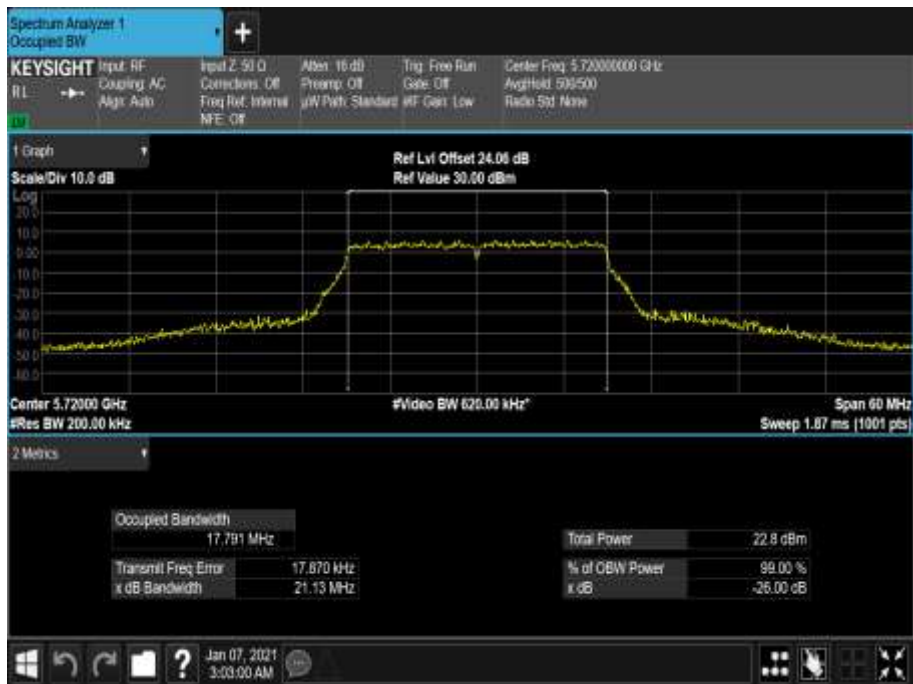 Spectrum Analyzer 1
Occupied BW
KEYSIGHT
RL
Input: RF
Coupling: AC
Align: Auto
Input Z: 50 Ω
Corrections: Off
Freq Ref: Internal
NFE: Off
Atten: 16 dB
Preamp: Off
µW Path: Standard
Trig: Free Run
Gate: Off
#IF Gain: Low
Center Freq: 5.720000000 GHz
Avg|Hold: 500/500
Radio Std: None
1 Graph
Scale/Div 10.0 dB
Ref Lvl Offset 24.06 dB
Ref Value 30.00 dBm
Log
20.0
10.0
0.00
-10.0
-20.0
-30.0
-40.0
-50.0
-60.0
Center 5.72000 GHz
#Video BW 620.00 kHz*
Span 60 MHz
#Res BW 200.00 kHz
Sweep 1.87 ms (1001 pts)
2 Metrics
Occupied Bandwidth
17.791 MHz
Total Power 22.8 dBm
Transmit Freq Error 17.870 kHz
% of OBW Power 99.00 %
x dB Bandwidth 21.13 MHz
x dB -26.00 dB
?
Jan 07, 2021
3:03:00 AM